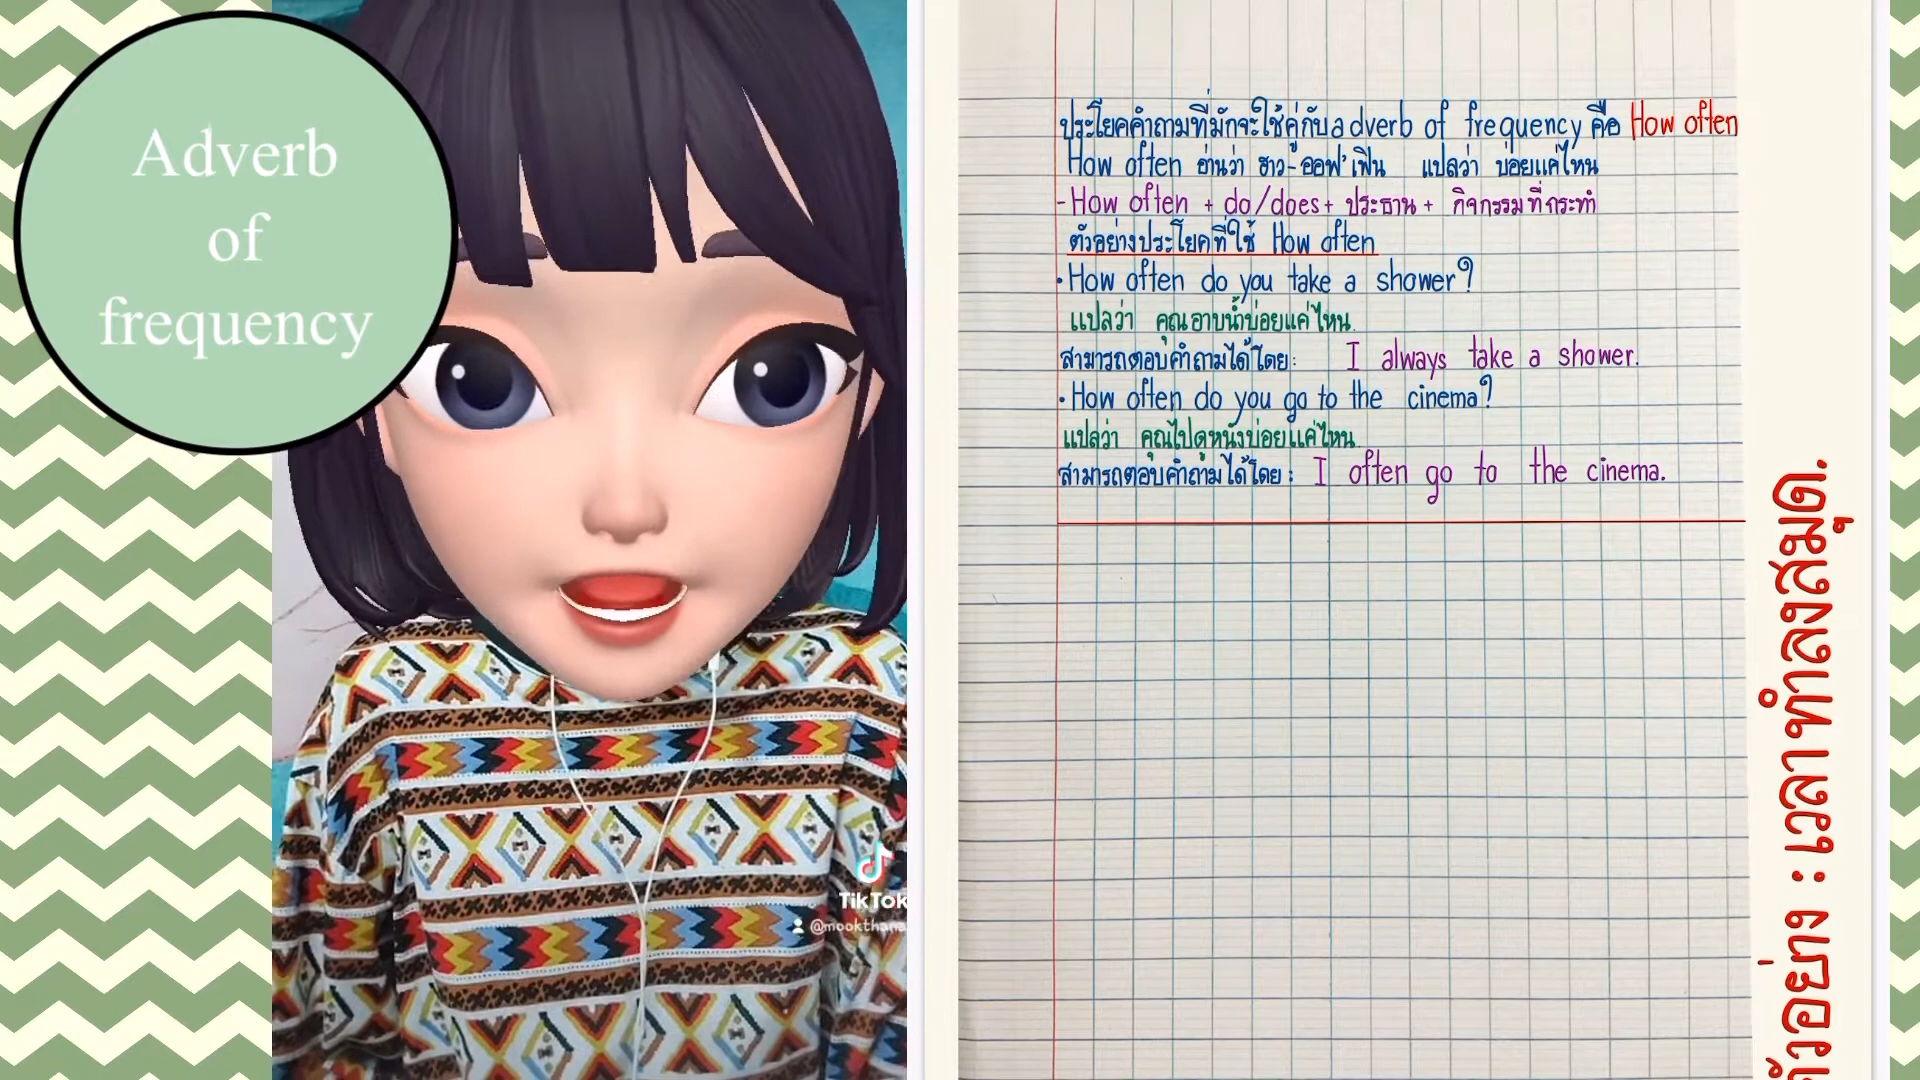 Adverb
of
frequency
ประโยคคำถามที่มักจะใช้คู่กับ adverb of frequency คือ How often
How often อ่านว่า ฮาว-ออฟ'เฟิน แปลว่า บ่อยแค่ไหน
- How often + do/does + ประธาน + กิจกรรมที่กระทำ
ตัวอย่างประโยคที่ใช้ How often
• How often do you take a shower?
แปลว่า คุณอาบน้ำบ่อยแค่ไหน.
สามารถตอบคำถามได้โดย: I always take a shower.
• How often do you go to the cinema?
แปลว่า คุณไปดูหนังบ่อยแค่ไหน.
สามารถตอบคำถามได้โดย: I often go to the cinema.
ตัวอย่าง : เวลาทำลงสมุด.
TikTok